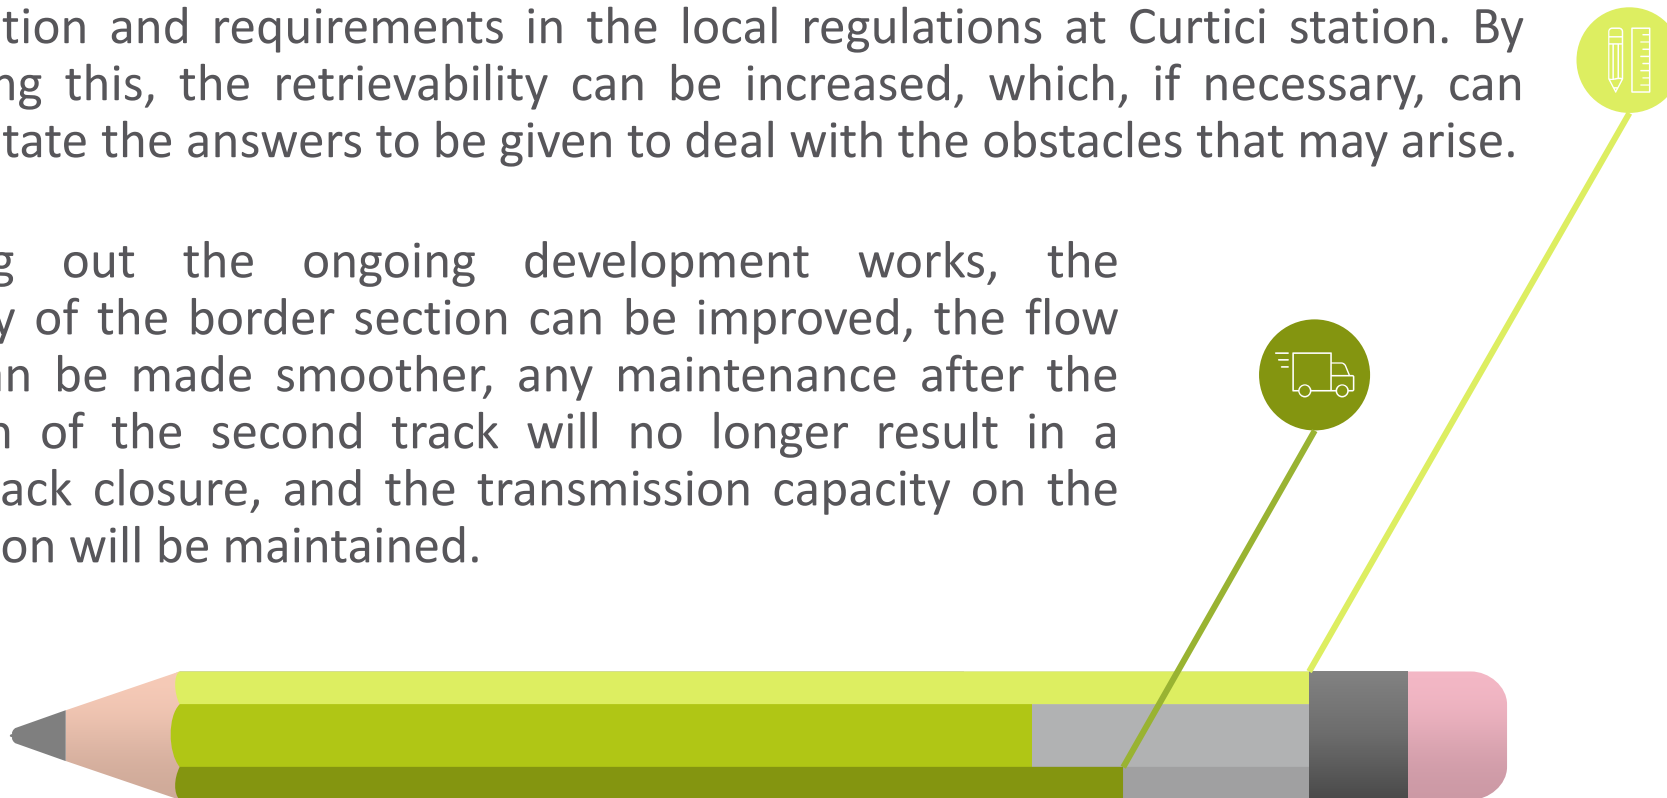 tion and requirements in the local regulations at Curtici station. By
ng this, the retrievability can be increased, which, if necessary, can
tate the answers to be given to deal with the obstacles that may arise.
g out the ongoing development works, the
y of the border section can be improved, the flow
an be made smoother, any maintenance after the
n of the second track will no longer result in a
ack closure, and the transmission capacity on the
on will be maintained.